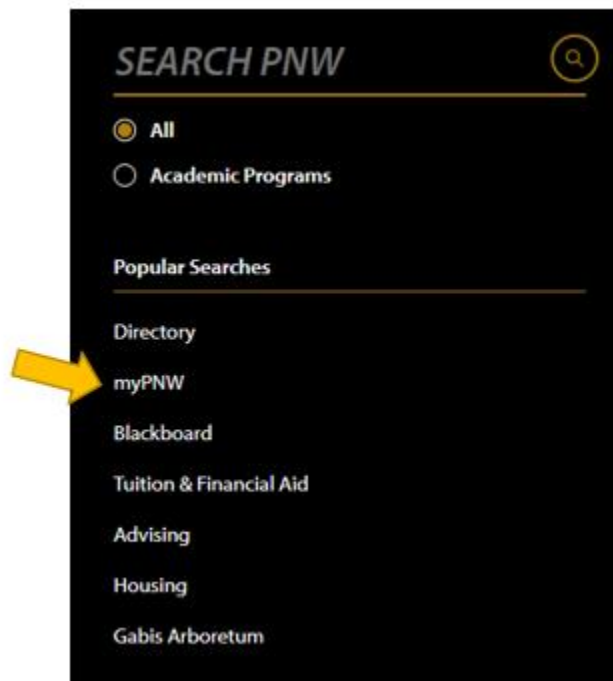 SEARCH PNW
All
Academic Programs
Popular Searches
Directory
myPNW
Blackboard
Tuition & Financial Aid
Advising
Housing
Gabis Arboretum